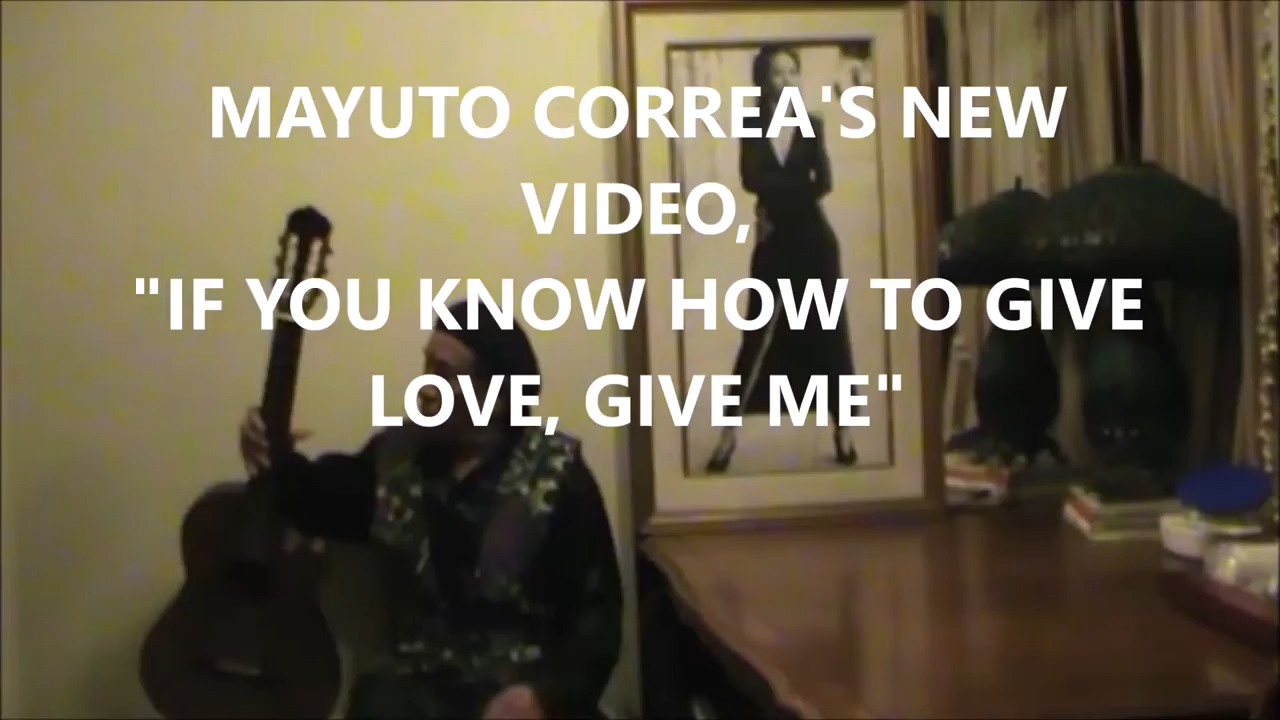 MAYUTO CORREA'S NEW
VIDEO,
"IF YOU KNOW HOW TO GIVE
LOVE, GIVE ME"